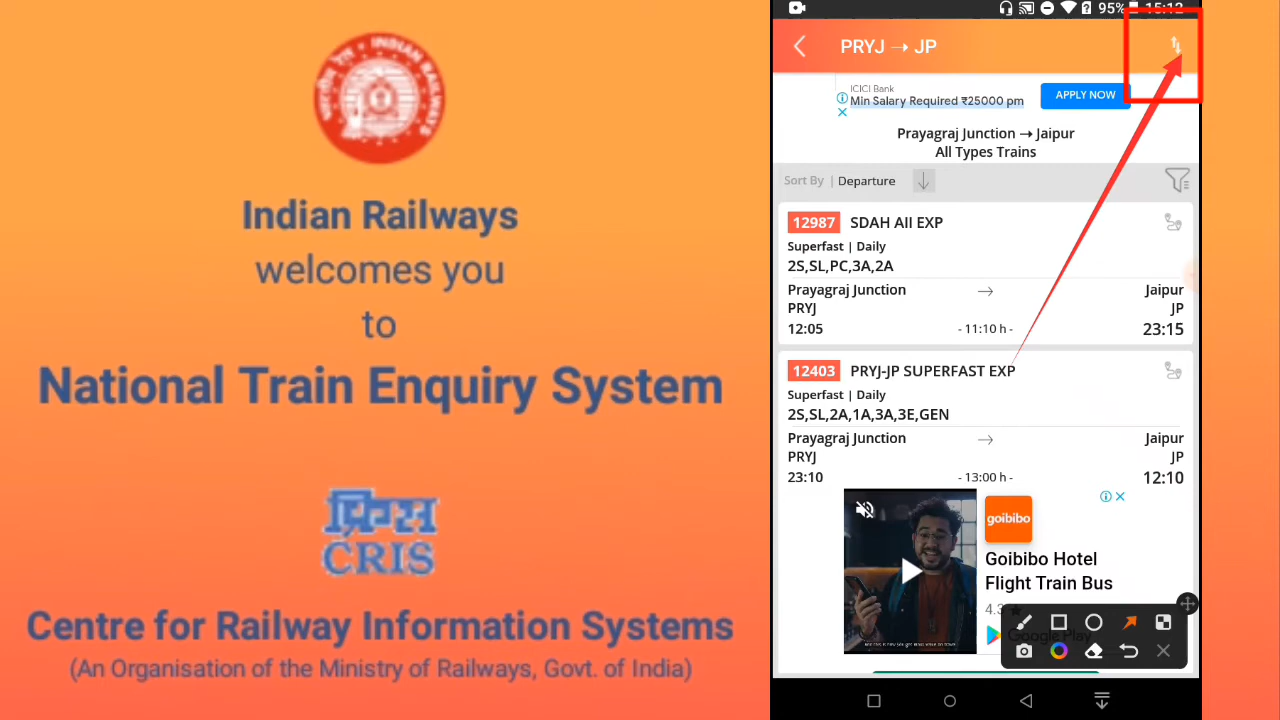 Indian Railways
welcomes you
to
National Train Enquiry System
क्रिस
CRIS
Centre for Railway Information Systems
(An Organisation of the Ministry of Railways, Govt. of India)
95% 15:12
PRYJ → JP
ICICI Bank
Min Salary Required ₹25000 pm
APPLY NOW
Prayagraj Junction → Jaipur
All Types Trains
Sort By | Departure
12987 SDAH AII EXP
Superfast | Daily
2S,SL,PC,3A,2A
Prayagraj Junction → Jaipur
PRYJ JP
12:05 - 11:10 h - 23:15
12403 PRYJ-JP SUPERFAST EXP
Superfast | Daily
2S,SL,2A,1A,3A,3E,GEN
Prayagraj Junction → Jaipur
PRYJ JP
23:10 - 13:00 h - 12:10
goibibo
Goibibo Hotel
Flight Train Bus
4.3
Google Play